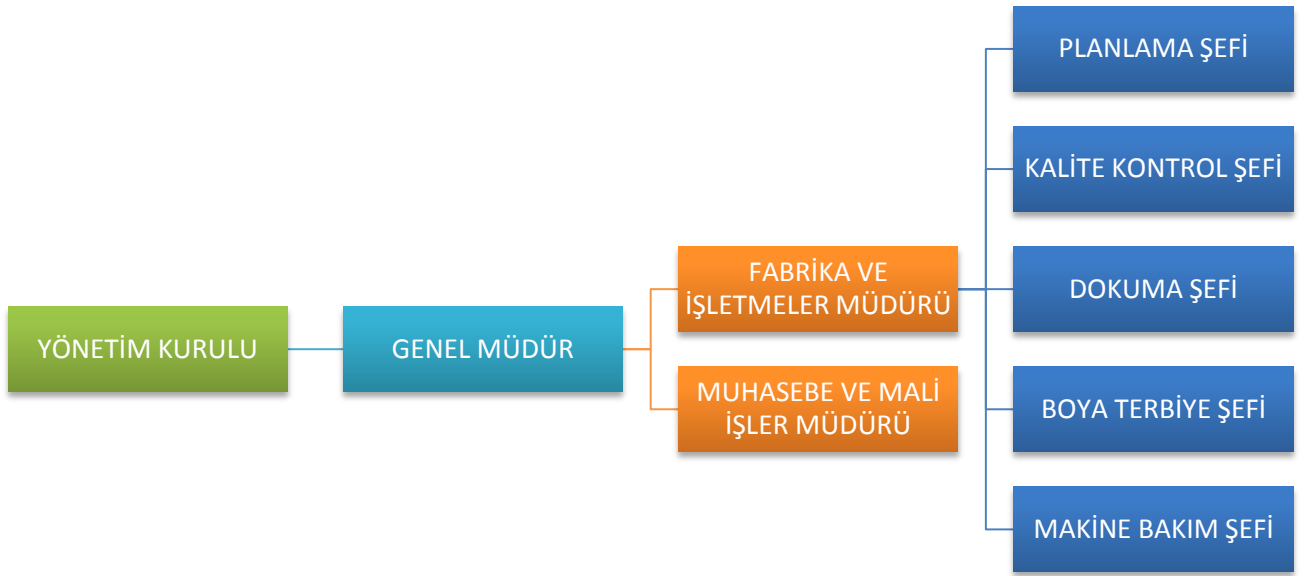 YÖNETİM KURULU
GENEL MÜDÜR
FABRİKA VE
İŞLETMELER MÜDÜRÜ
MUHASEBE VE MALİ
İŞLER MÜDÜRÜ
PLANLAMA ŞEFİ
KALİTE KONTROL ŞEFİ
DOKUMA ŞEFİ
BOYA TERBİYE ŞEFİ
MAKİNE BAKIM ŞEFİ